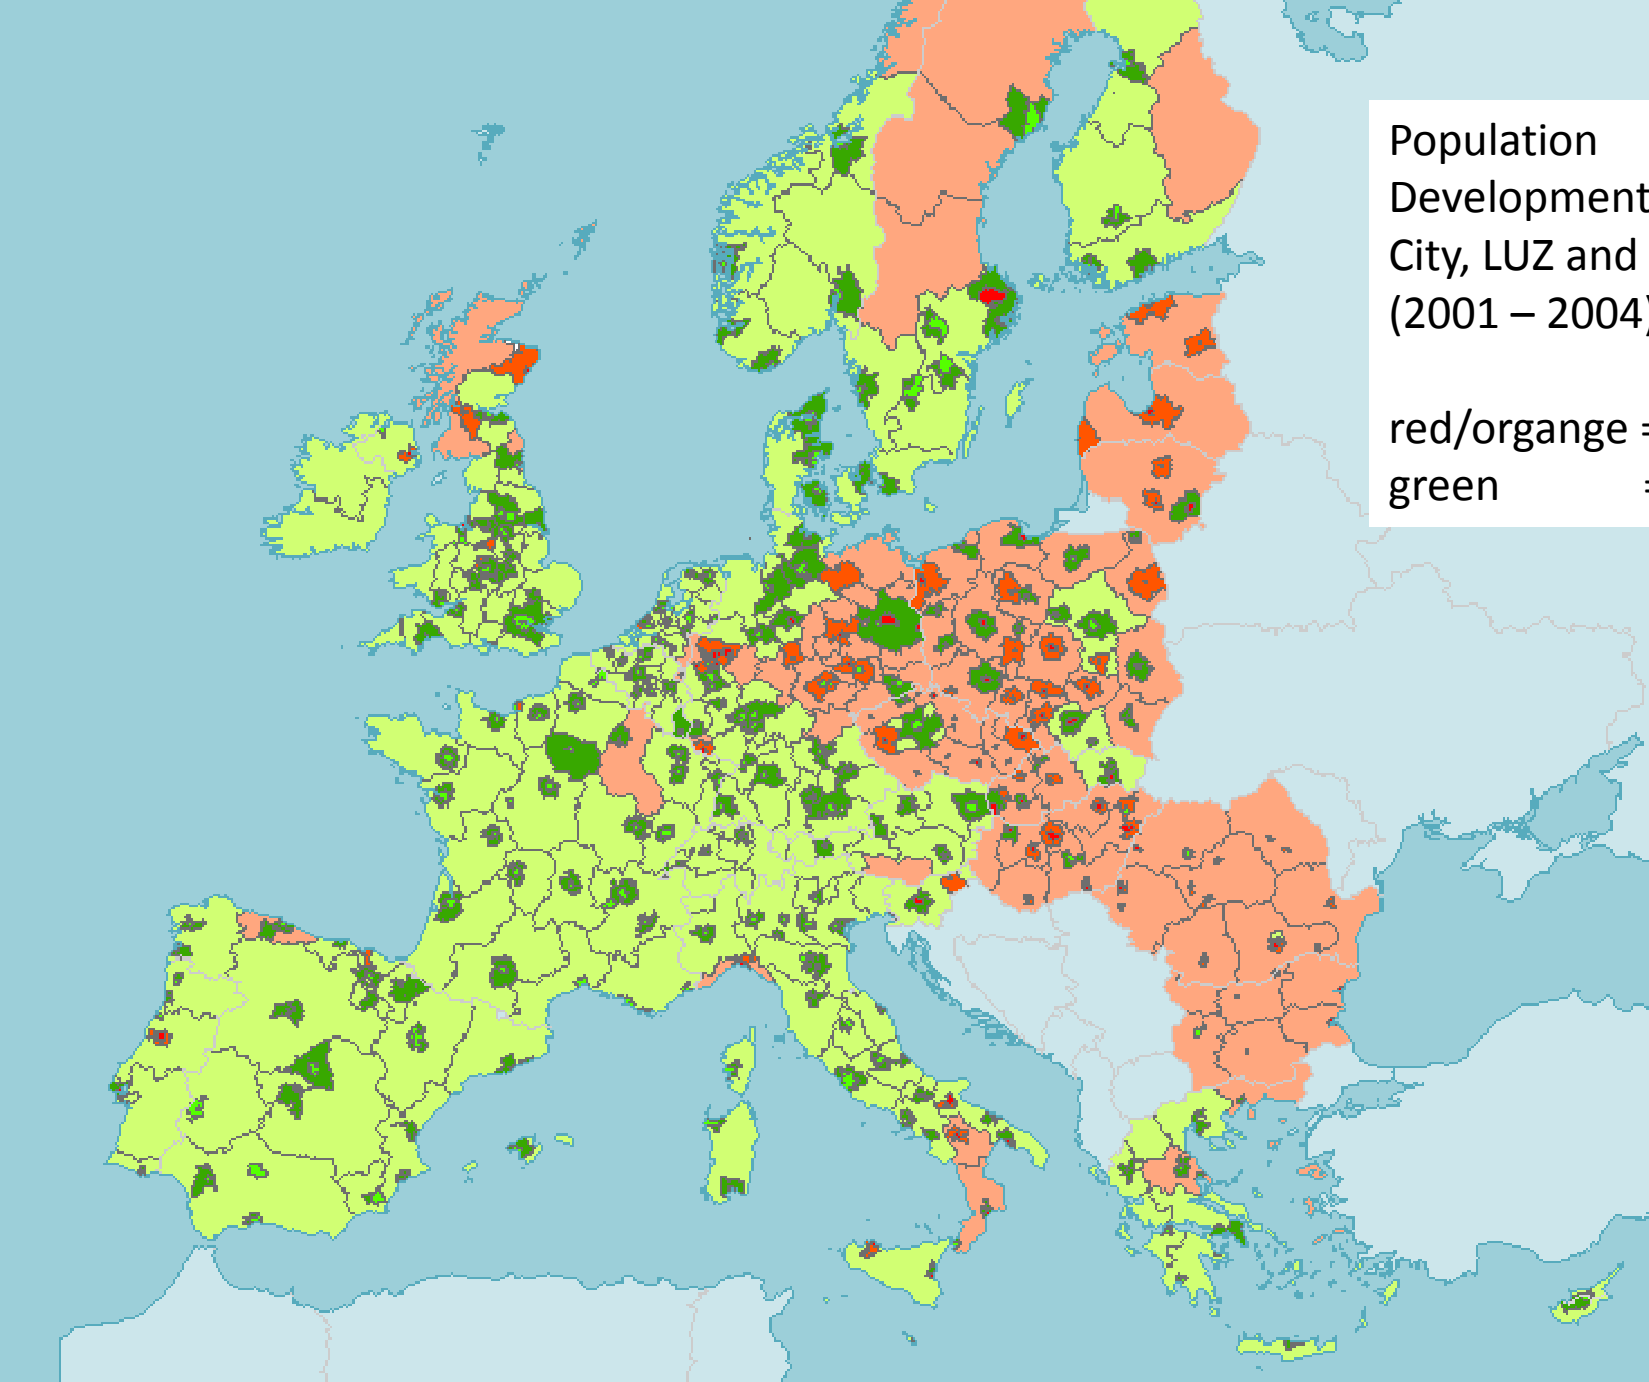 Population
Development
City, LUZ and
(2001 – 2004)
red/organge =
green =